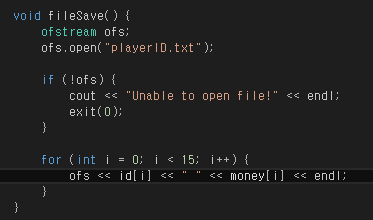 void fileSave() {
    ofstream ofs;
    ofs.open("playerID.txt");

    if (!ofs) {
        cout << "Unable to open file!" << endl;
        exit(0);
    }

    for (int i = 0; i < 15; i++) {
        ofs << id[i] << " " << money[i] << endl;
    }
}